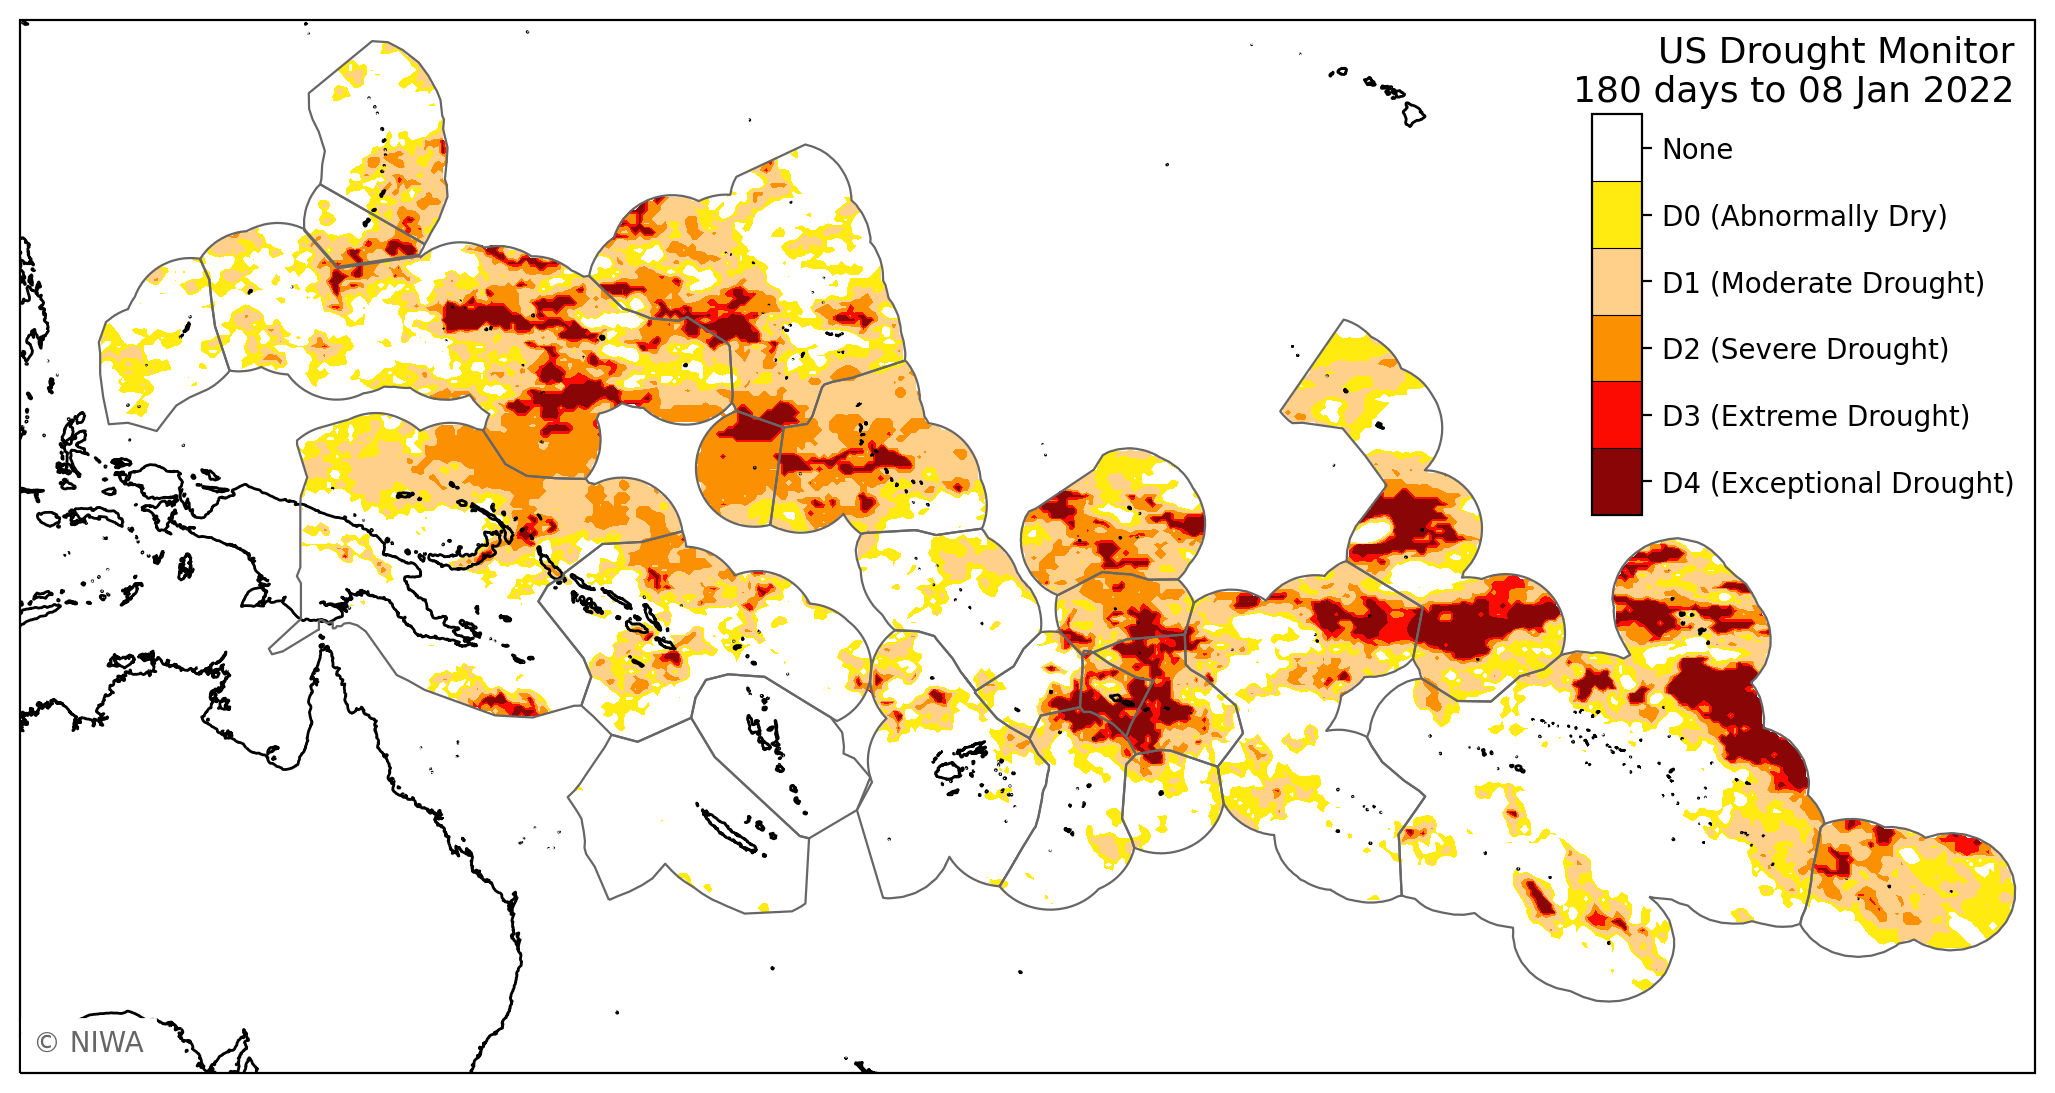 US Drought Monitor
180 days to 08 Jan 2022
None
D0 (Abnormally Dry)
D1 (Moderate Drought)
D2 (Severe Drought)
D3 (Extreme Drought)
D4 (Exceptional Drought)
© NIWA